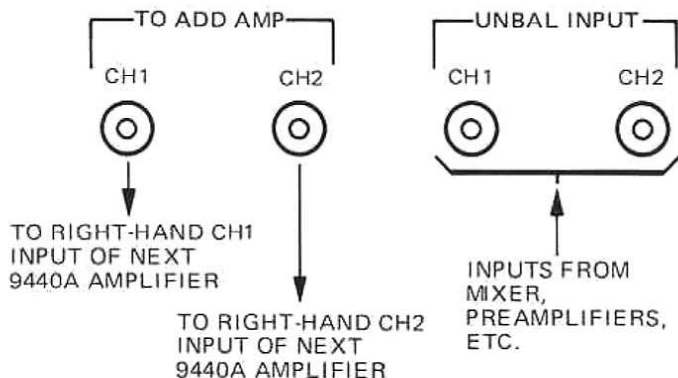 TO ADD AMP
CH1
CH2
TO RIGHT-HAND CH1
INPUT OF NEXT
9440A AMPLIFIER
TO RIGHT-HAND CH2
INPUT OF NEXT
9440A AMPLIFIER
UNBAL INPUT
CH1
CH2
INPUTS FROM
MIXER,
PREAMPLIFIERS,
ETC.